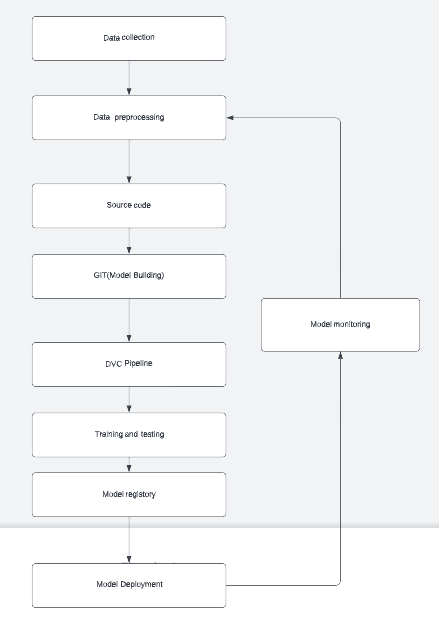 Data collection
Data preprocessing
Source code
GIT(Model Building)
Model monitoring
DVC Pipeline
Training and testing
Model registory
Model Deployment